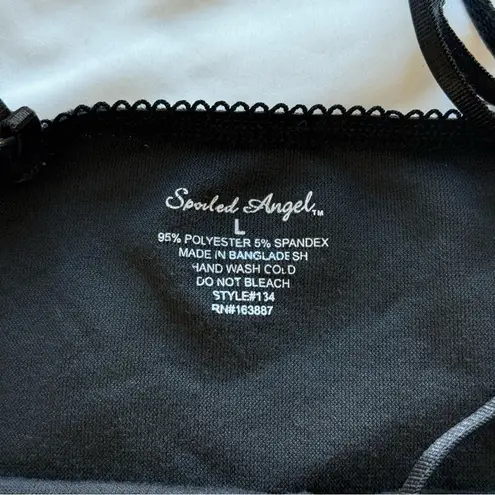 Spoiled Angel™
L
95% POLYESTER 5% SPANDEX
MADE IN BANGLADESH
HAND WASH COLD
DO NOT BLEACH
STYLE#134
RN#163887